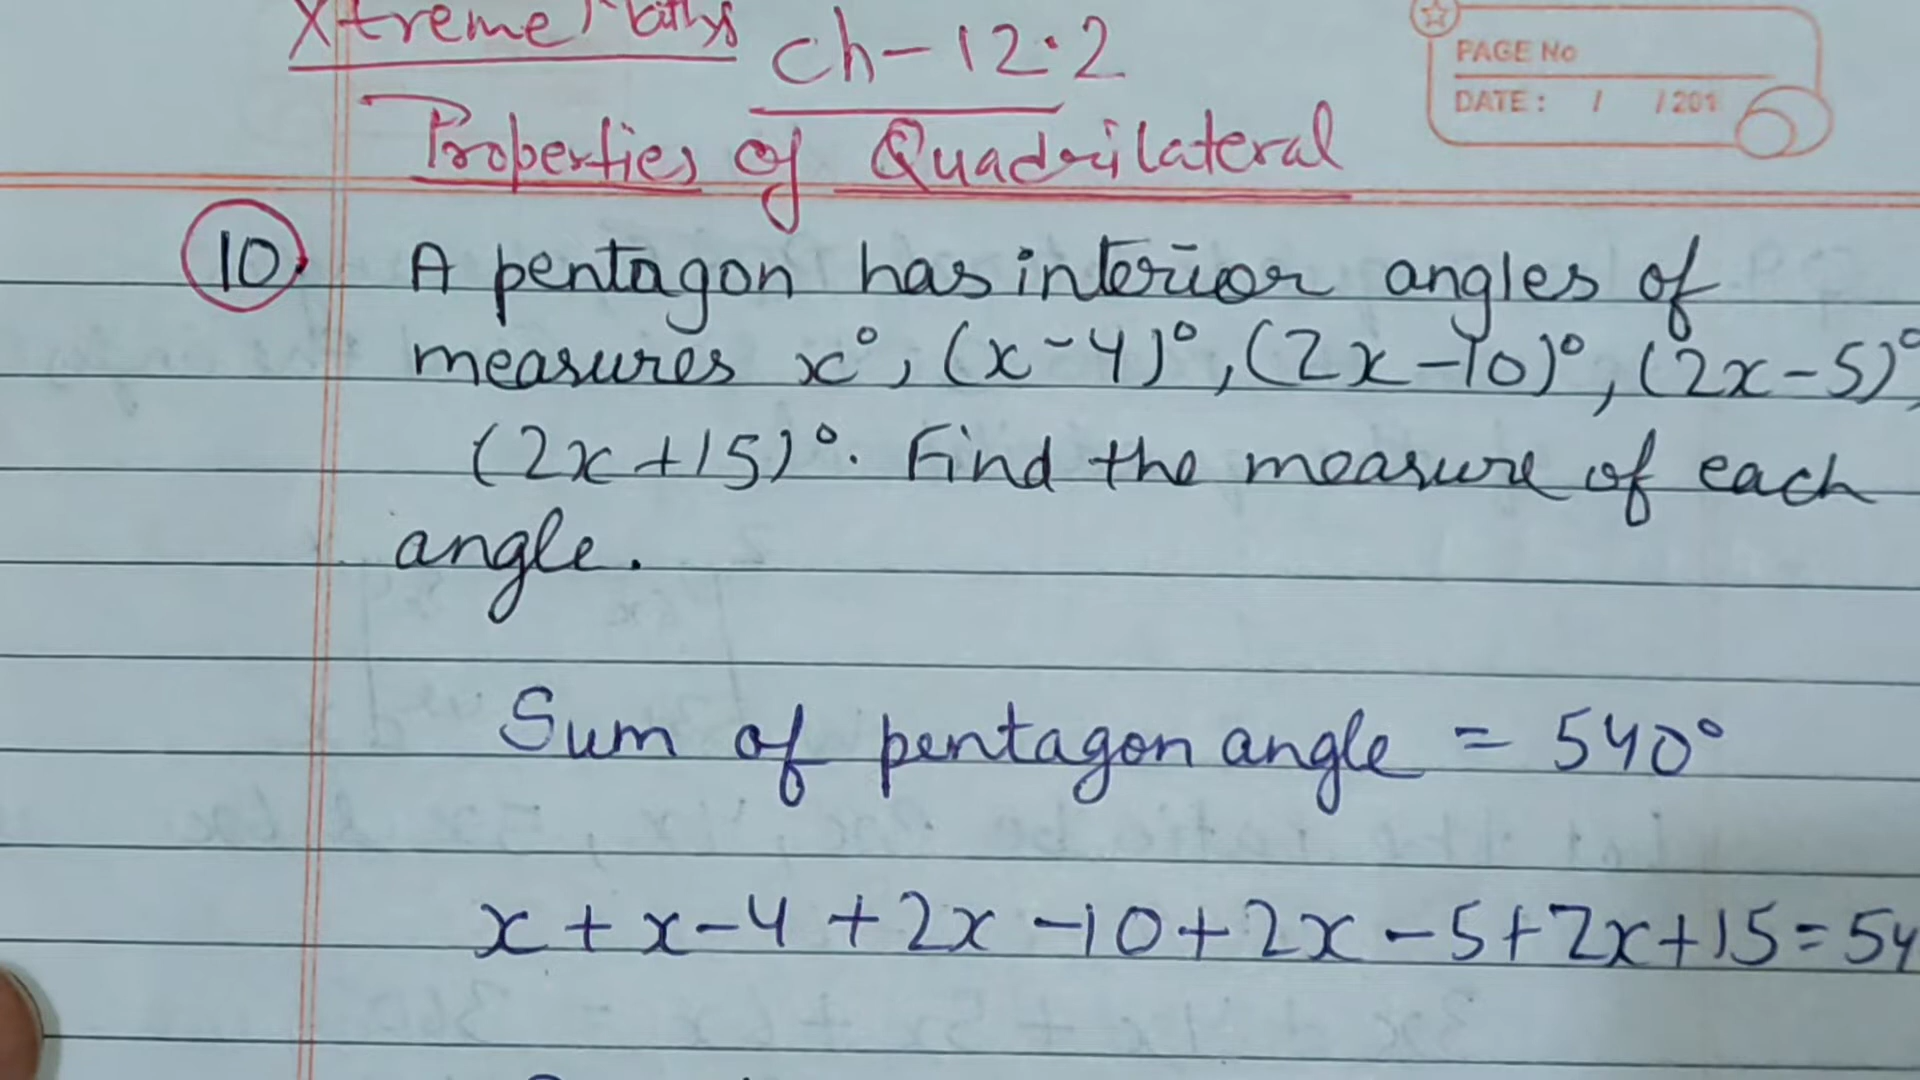 Xtreme Maths
Ch-12.2
PAGE No
DATE: / /201
Properties of Quadrilateral
10 A pentagon has interior angles of
measures x°, (x-4)°, (2x-10)°, (2x-5)°,
(2x+15)°. Find the measure of each
angle.
Sum of pentagon angle = 540°
x + x-4 + 2x -10 + 2x - 5 + 2x + 15 = 54